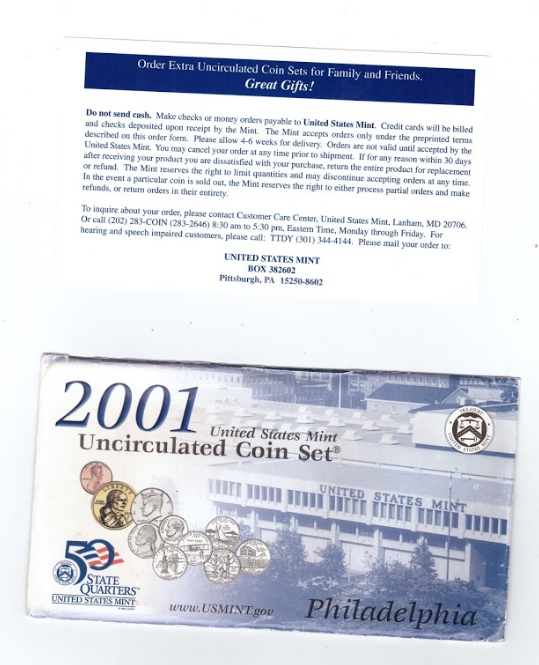 Order Extra Uncirculated Coin Sets for Family and Friends.
Great Gifts!
Do not send cash. Make checks or money orders payable to United States Mint. Credit cards will be billed
and checks deposited upon receipt by the Mint. The Mint accepts orders only under the preprinted terms
described on this order form. Please allow 4-6 weeks for delivery. Orders are not valid until accepted by the
United States Mint. You may cancel your order at any time prior to shipment. If for any reason within 30 days
after receiving your product you are dissatisfied with your purchase, return the entire product for replacement
or refund. The Mint reserves the right to limit quantities and may discontinue accepting orders at any time.
In the event a particular coin is sold out, the Mint reserves the right to either process partial orders and make
refunds, or return orders in their entirety.
To inquire about your order, please contact Customer Care Center, United States Mint, Lanham, MD 20706.
Or call (202) 283-COIN (283-2646) 8:30 am to 5:30 pm, Eastern Time, Monday through Friday. For
hearing and speech impaired customers, please call: TTDY (301) 344-4144. Please mail your order to:
UNITED STATES MINT
BOX 382602
Pittsburgh, PA 15250-8602
2001
United States Mint
Uncirculated Coin Set®
UNITED STATES MINT
LIBERTY
50
STATE
QUARTERS™
UNITED STATES MINT
www.USMINT.gov
Philadelphia